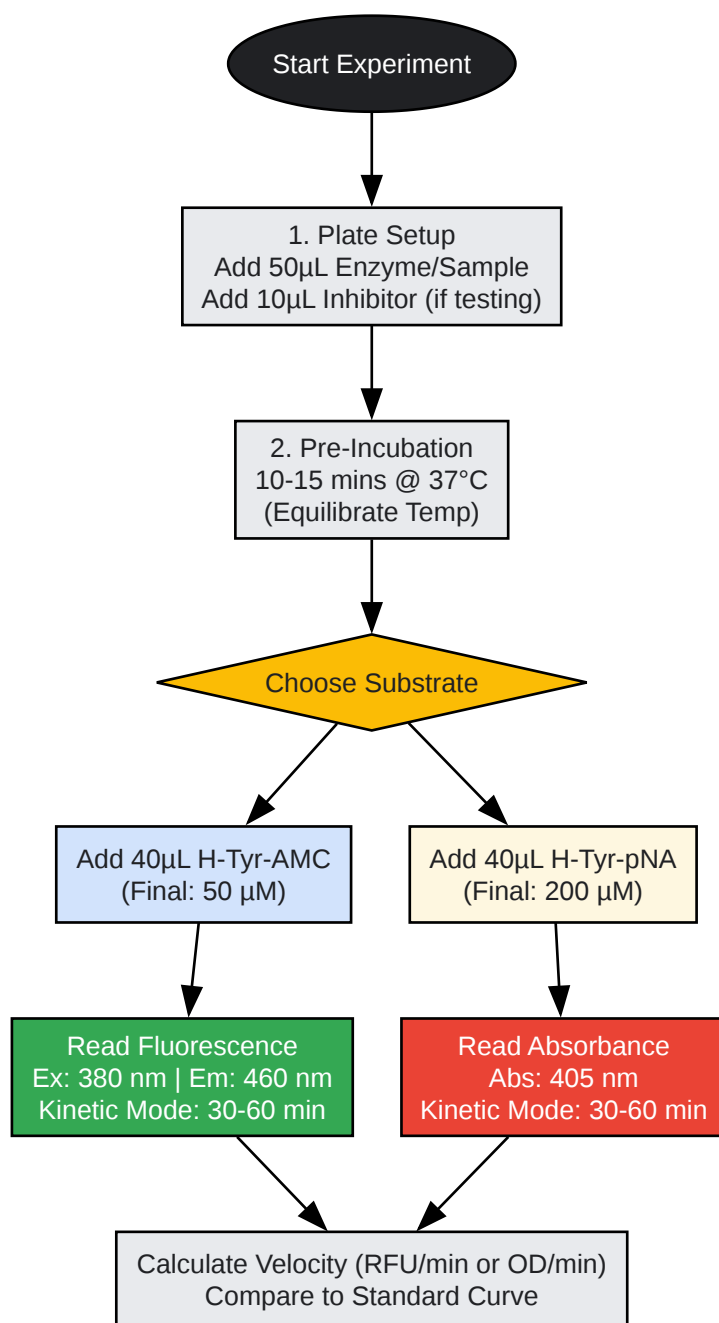 Start Experiment
1. Plate Setup
Add 50µL Enzyme/Sample
Add 10µL Inhibitor (if testing)
2. Pre-Incubation
10-15 mins @ 37°C
(Equilibrate Temp)
Choose Substrate
Add 40µL H-Tyr-AMC
(Final: 50 µM)
Add 40µL H-Tyr-pNA
(Final: 200 µM)
Read Fluorescence
Ex: 380 nm | Em: 460 nm
Kinetic Mode: 30-60 min
Read Absorbance
Abs: 405 nm
Kinetic Mode: 30-60 min
Calculate Velocity (RFU/min or OD/min)
Compare to Standard Curve